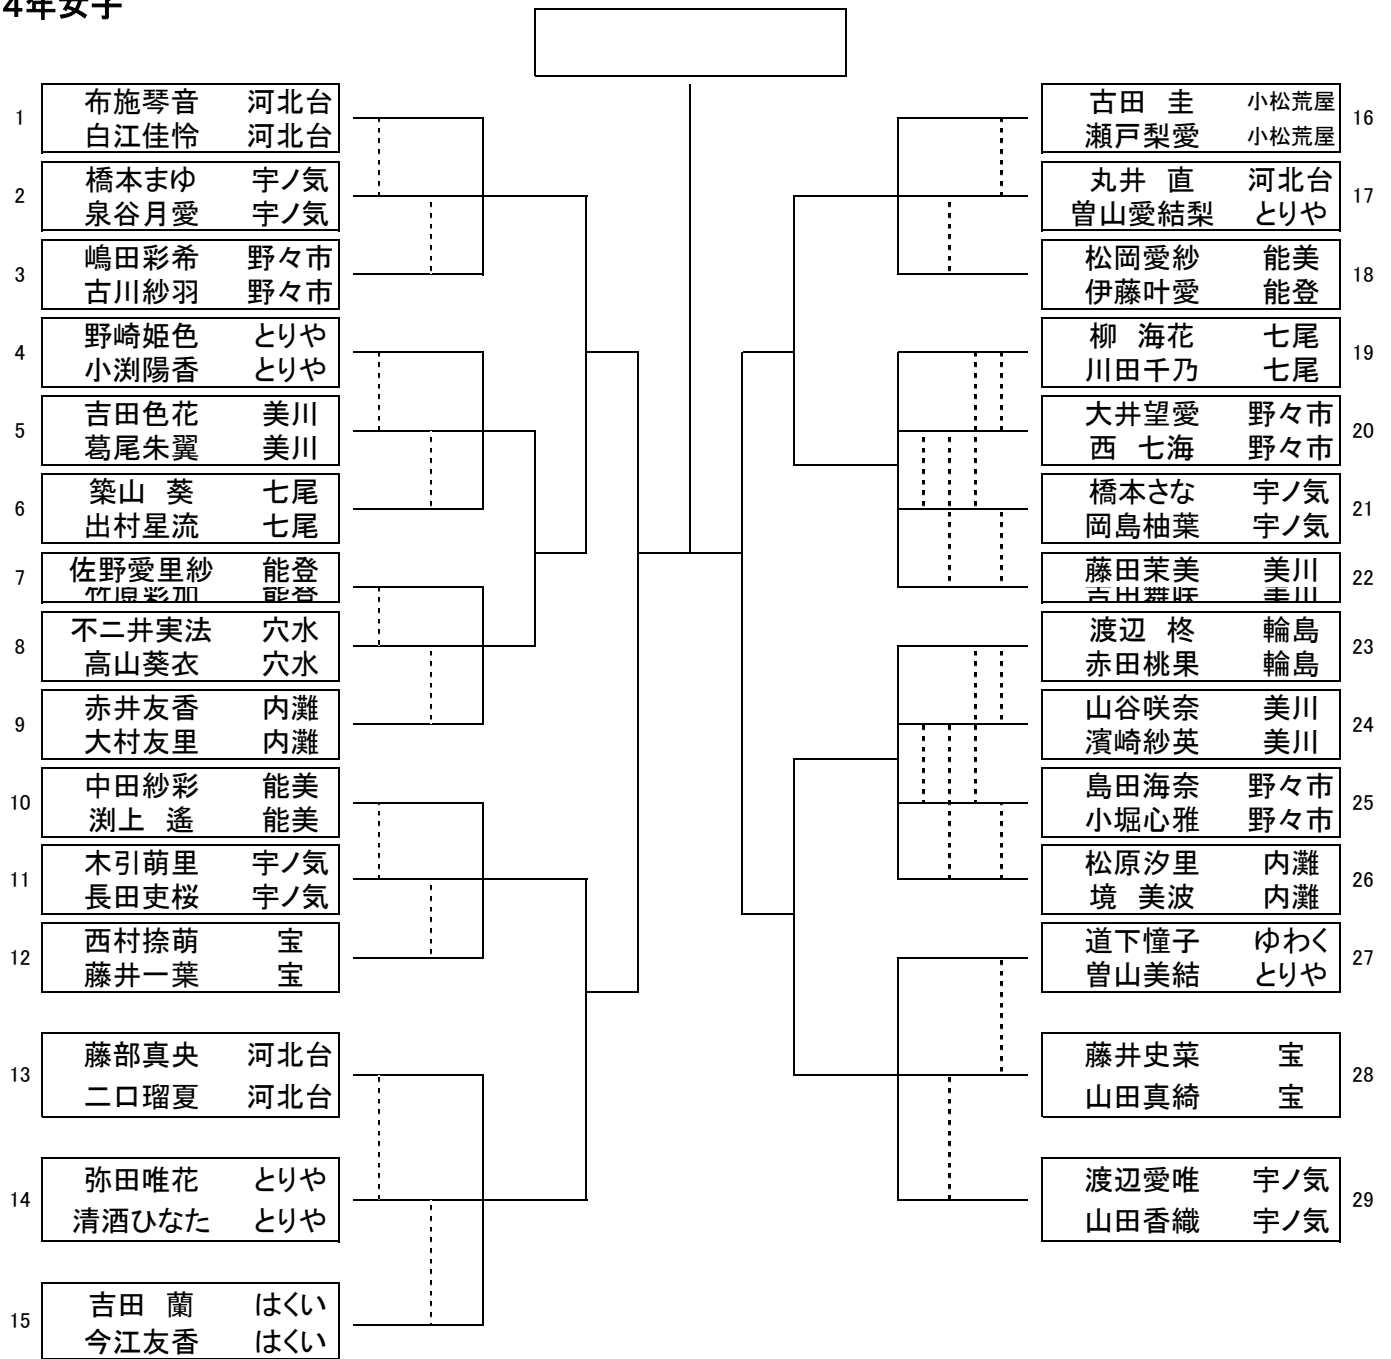 4年女子
1 布施琴音 河北台
白江佳怜 河北台
2 橋本まゆ 宇ノ気
泉谷月愛 宇ノ気
3 嶋田彩希 野々市
古川紗羽 野々市
4 野崎姫色 とりや
小渕陽香 とりや
5 吉田色花 美川
葛尾朱翼 美川
6 築山 葵 七尾
出村星流 七尾
7 佐野愛里紗 能登
竹原彩加 能登
8 不二井実法 穴水
高山葵衣 穴水
9 赤井友香 内灘
大村友里 内灘
10 中田紗彩 能美
渕上 遙 能美
11 木引萌里 宇ノ気
長田吏桜 宇ノ気
12 西村捺萌 宝
藤井一葉 宝
13 藤部真央 河北台
二口瑠夏 河北台
14 弥田唯花 とりや
清酒ひなた とりや
15 吉田 蘭 はくい
今江友香 はくい
古田 圭 小松荒屋 16
瀬戸梨愛 小松荒屋
丸井 直 河北台 17
曽山愛結梨 とりや
松岡愛紗 能美 18
伊藤叶愛 能登
柳 海花 七尾 19
川田千乃 七尾
大井望愛 野々市 20
西 七海 野々市
橋本さな 宇ノ気 21
岡島柚葉 宇ノ気
藤田茉美 美川 22
吉田舞咲 美川
渡辺 柊 輪島 23
赤田桃果 輪島
山谷咲奈 美川 24
濱崎紗英 美川
島田海奈 野々市 25
小堀心雅 野々市
松原汐里 内灘 26
境 美波 内灘
道下憧子 ゆわく 27
曽山美結 とりや
藤井史菜 宝 28
山田真綺 宝
渡辺愛唯 宇ノ気 29
山田香織 宇ノ気